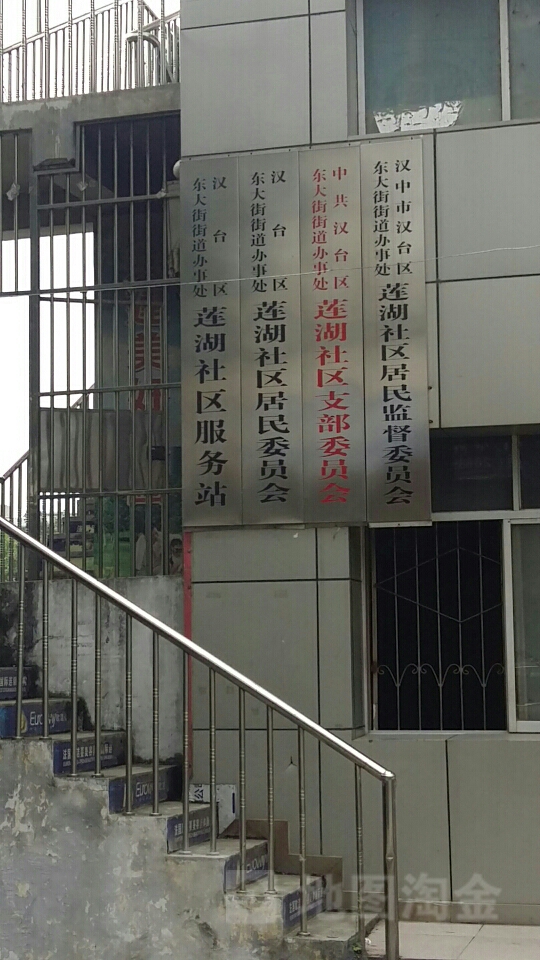 汉中市汉台区
东大街街道办事处
莲湖社区居民监督委员会
中共汉台区
东大街街道办事处
莲湖社区支部委员会
汉台区
东大街街道办事处
莲湖社区居民委员会
汉台区
东大街街道办事处
莲湖社区服务站
地图淘金